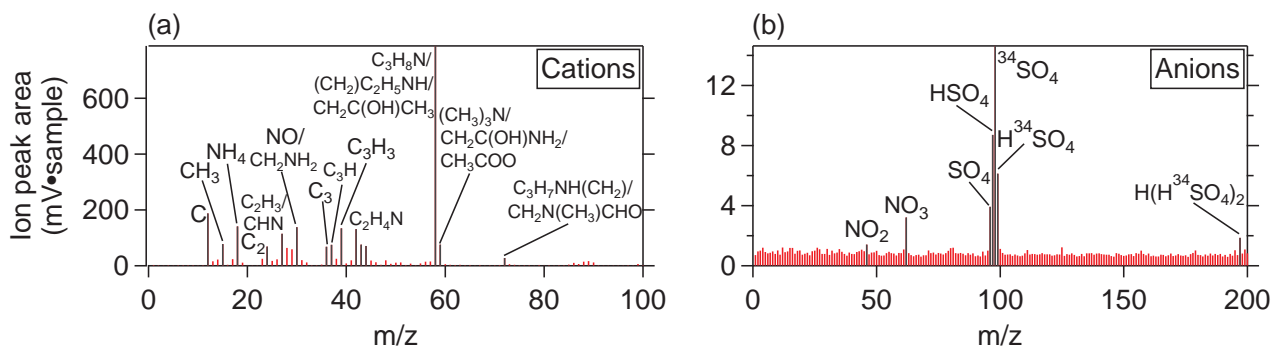 (a)
Cations
Ion peak area
(mV•sample)
600
400
200
0
0 20 40 60 80 100
m/z
C
CH₃
NH₄
C₂
C₂H₃/
CHN
NO/
CH₂NH₂
C₃
C₃H
C₃H₃
C₂H₄N
C₃H₈N/
(CH₂)C₂H₅NH/
CH₂C(OH)CH₃
(CH₃)₃N/
CH₂C(OH)NH₂/
CH₃COO
C₃H₇NH(CH₂)/
CH₂N(CH₃)CHO
(b)
Anions
12
8
4
0
0 50 100 150 200
m/z
NO₂
NO₃
SO₄
HSO₄
³⁴SO₄
H³⁴SO₄
H(H³⁴SO₄)₂